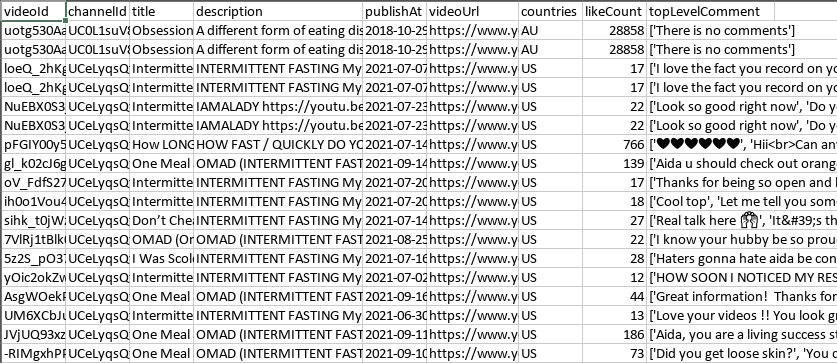 videoId channelId title description publishAt videoUrl countries likeCount topLevelComment
uotg530Aa UC0L1suV8 Obsession A different form of eating dis 2018-10-29 https://www.y AU 28858 ['There is no comments']
uotg530Aa UC0L1suV8 Obsession A different form of eating dis 2018-10-29 https://www.y AU 28858 ['There is no comments']
loeQ_2hKg UCeLyqsQ Intermitte INTERMITTENT FASTING My 2021-07-07 https://www.y US 17 ['I love the fact you record on yo
loeQ_2hKg UCeLyqsQ Intermitte INTERMITTENT FASTING My 2021-07-07 https://www.y US 17 ['I love the fact you record on yo
NuEBX0S3 UCeLyqsQ Intermitte IAMALADY https://youtu.be 2021-07-23 https://www.y US 22 ['Look so good right now', 'Do y
NuEBX0S3 UCeLyqsQ Intermitte IAMALADY https://youtu.be 2021-07-23 https://www.y US 22 ['Look so good right now', 'Do y
pFGIY00y5 UCeLyqsQ How LONG HOW FAST / QUICKLY DO YO 2021-07-14 https://www.y US 766 ['♥♥♥♥♥♥', 'Hii<br>Can an
gl_k02cJ6g UCeLyqsQ One Meal OMAD (INTERMITTENT FAST 2021-09-14 https://www.y US 139 ['Aida u should check out orang
oV_FdfS27 UCeLyqsQ Intermitte INTERMITTENT FASTING My 2021-07-20 https://www.y US 17 ['Thanks for being so open and h
ih0o1Vou4 UCeLyqsQ Intermitte INTERMITTENT FASTING My 2021-07-20 https://www.y US 18 ['Cool top', 'Let me tell you som
sihk_t0jW UCeLyqsQ Don't Chea INTERMITTENT FASTING My 2021-07-14 https://www.y US 27 ['Real talk here 🙌', 'It&#39;s th
7VlRj1tBlk UCeLyqsQ OMAD (On OMAD (INTERMITTENT FAST 2021-08-25 https://www.y US 22 ['I know your hubby be so prou
5z2S_pO37 UCeLyqsQ I Was Scol INTERMITTENT FASTING My 2021-07-16 https://www.y US 28 ['Haters gonna hate aida be con
yOic2okZw UCeLyqsQ Intermitte INTERMITTENT FASTING My 2021-07-02 https://www.y US 12 ['HOW SOON I NOTICED MY RES
AsgWOekF UCeLyqsQ One Meal OMAD (INTERMITTENT FAST 2021-09-16 https://www.y US 44 ['Great information! Thanks for
UM6XCbJu UCeLyqsQ Intermitte INTERMITTENT FASTING My 2021-06-30 https://www.y US 13 ['Love your videos !! You look gr
JVjUQ93xz UCeLyqsQ One Meal OMAD (INTERMITTENT FAST 2021-09-11 https://www.y US 186 ['Aida, you are a living success st
-RIMgxhPF UCeLyqsQ One Meal OMAD (INTERMITTENT FAST 2021-09-10 https://www.y US 73 ['Did you get loose skin?', 'You c